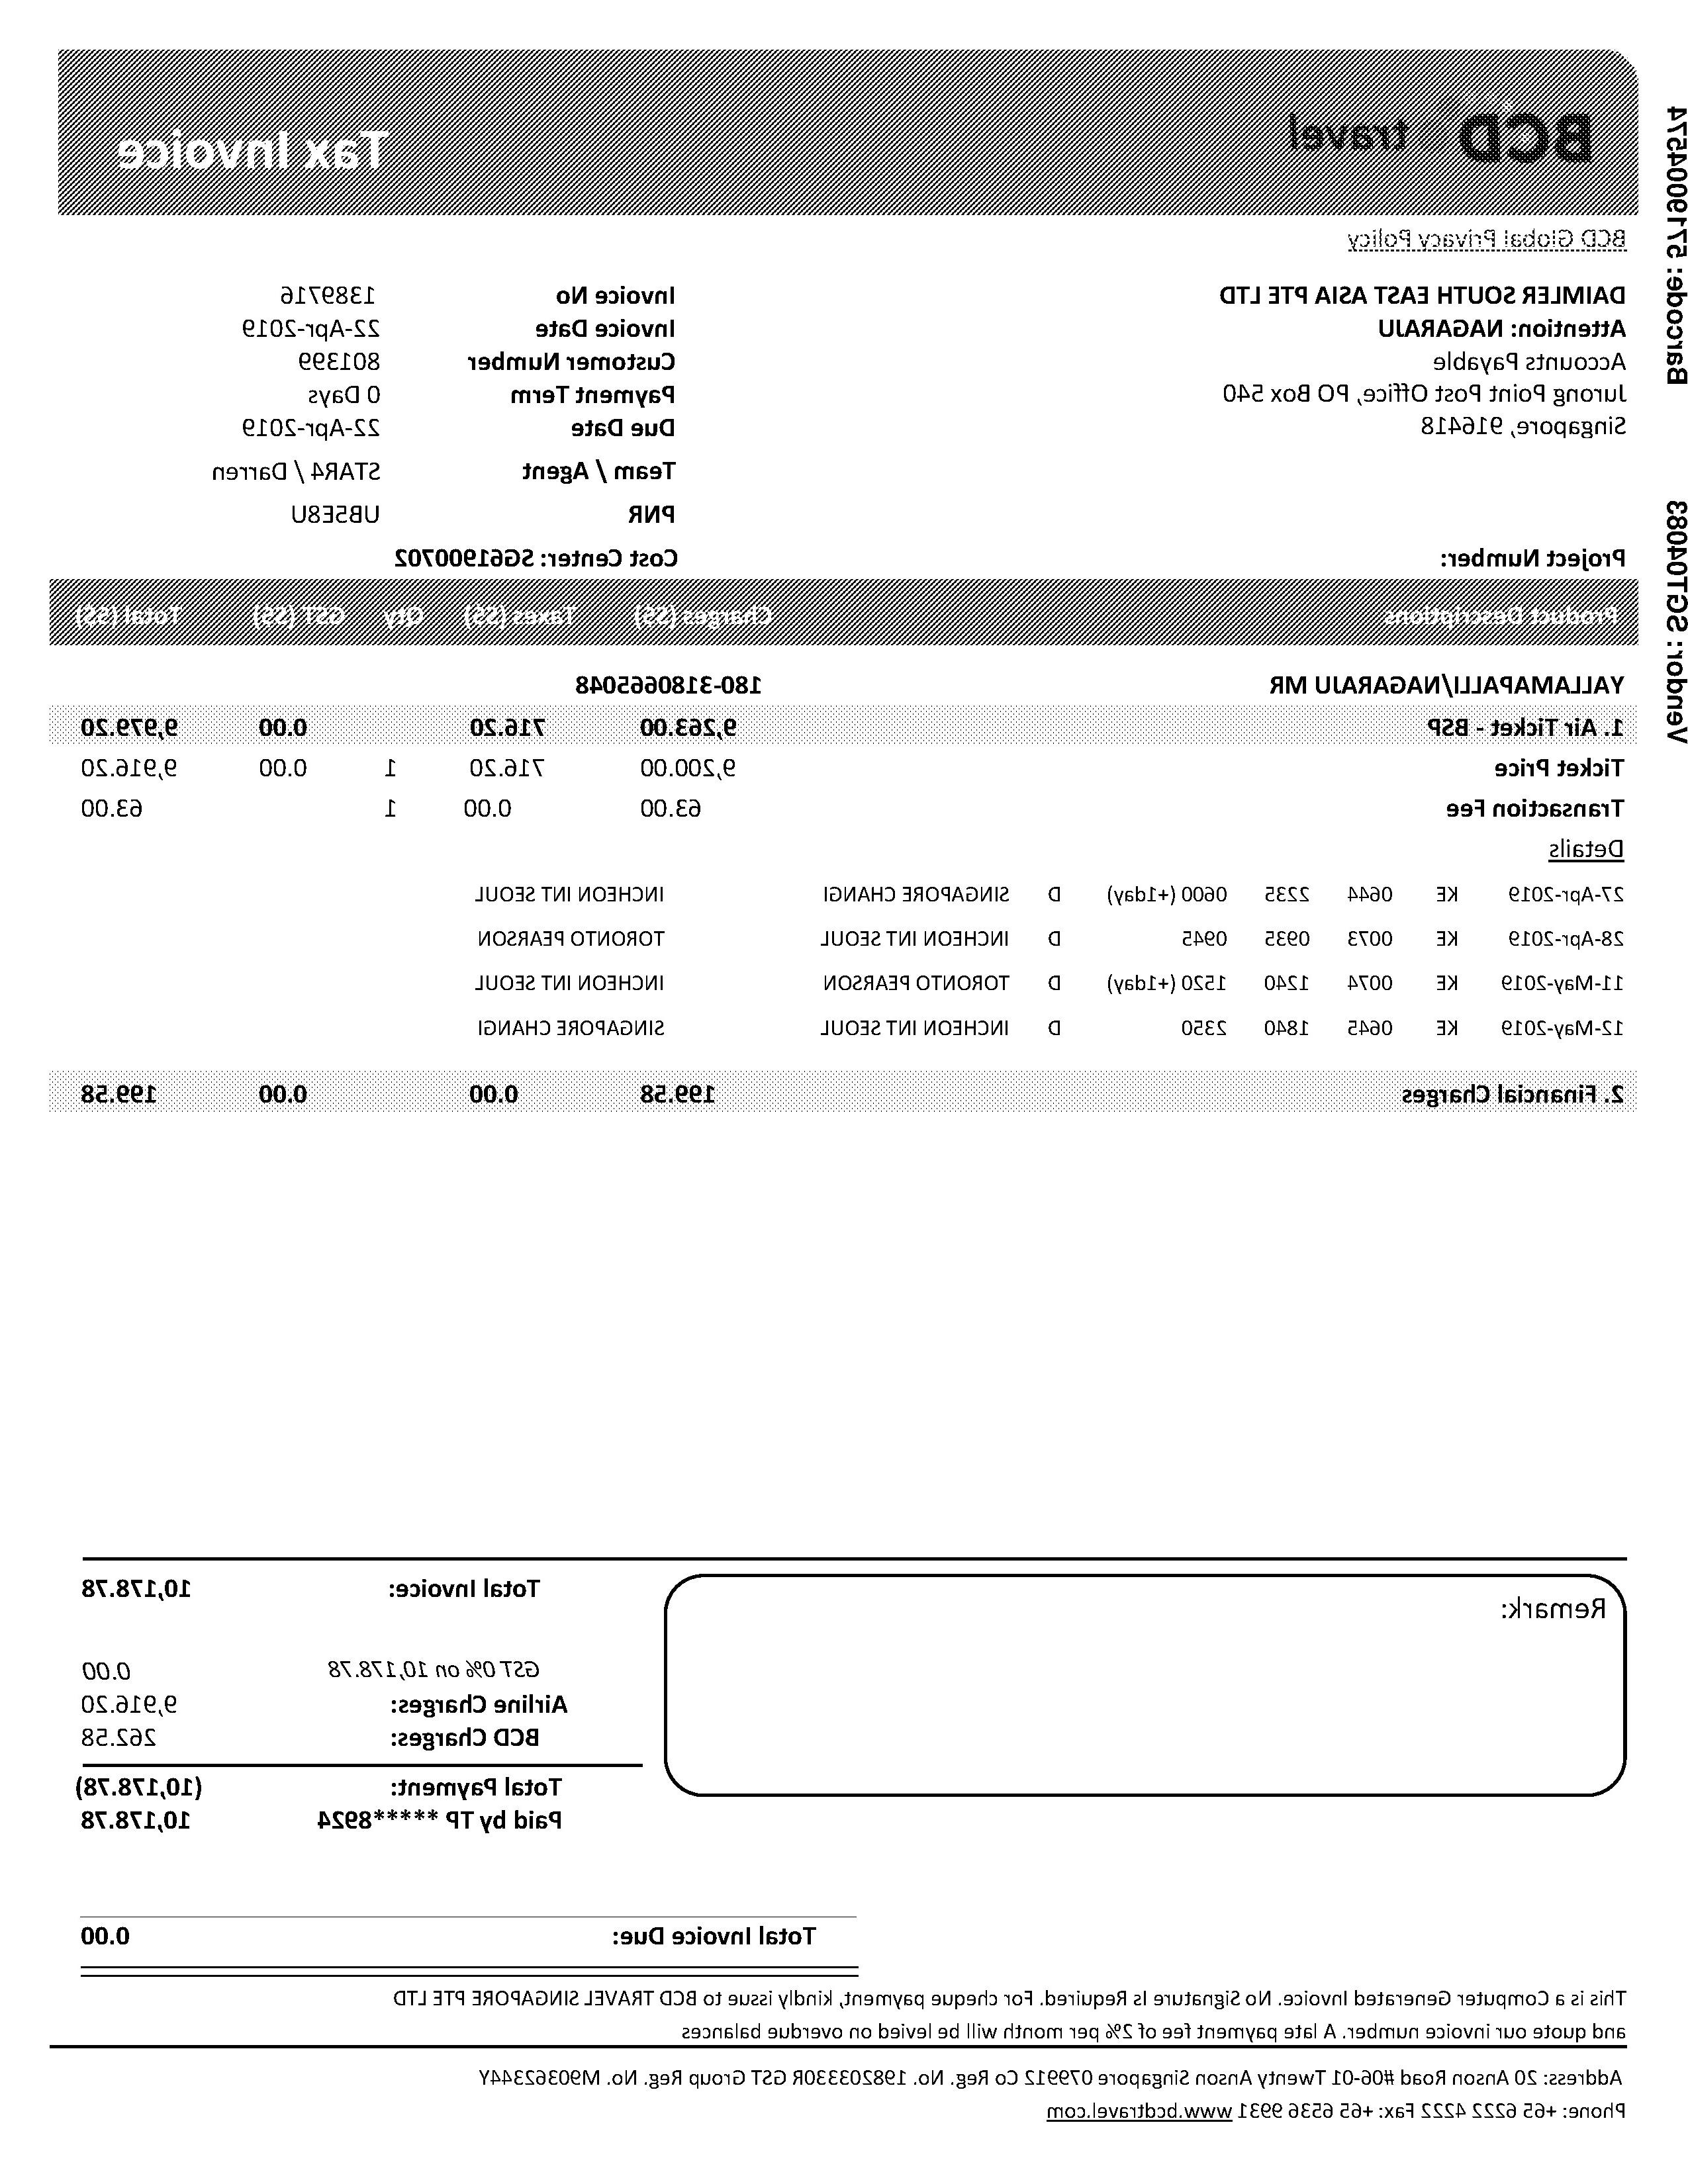 BCD travel
Tax Invoice
BCD Global Privacy Policy
DAIMLER SOUTH EAST ASIA PTE LTD
Attention: NAGARAJU
Accounts Payable
Jurong Point Post Office, PO Box 540
Singapore, 916418
Invoice No 1389716
Invoice Date 22-Apr-2019
Customer Number 801399
Payment Term 0 Days
Due Date 22-Apr-2019
Team / Agent STAR4 / Darren
PNR UB5E8U
Project Number: Cost Center: SG61900702
Product Descriptions Charges (S$) Taxes (S$) Qty GST (S$) Total (S$)
YALLAMAPALLI/NAGARAJU MR 180-3180665048
1. Air Ticket - BSP 9,263.00 716.20 0.00 9,979.20
Ticket Price 9,200.00 716.20 1 0.00 9,916.20
Transaction Fee 63.00 0.00 1 63.00
Details
27-Apr-2019 KE 0644 2235 0600 (+1day) D SINGAPORE CHANGI INCHEON INT SEOUL
28-Apr-2019 KE 0073 0935 0945 D INCHEON INT SEOUL TORONTO PEARSON
11-May-2019 KE 0074 1240 1520 (+1day) D TORONTO PEARSON INCHEON INT SEOUL
12-May-2019 KE 0645 1840 2350 D INCHEON INT SEOUL SINGAPORE CHANGI
2. Financial Charges 199.58 0.00 0.00 199.58
Remark:
Total Invoice: 10,178.78
GST 0% on 10,178.78 0.00
Airline Charges: 9,916.20
BCD Charges: 262.58
Total Payment: (10,178.78)
Paid by TP ******8924 10,178.78
Total Invoice Due: 0.00
This is a Computer Generated Invoice. No Signature Is Required. For cheque payment, kindly issue to BCD TRAVEL SINGAPORE PTE LTD
and quote our invoice number. A late payment fee of 2% per month will be levied on overdue balances
Address: 20 Anson Road #06-01 Twenty Anson Singapore 079912 Co Reg. No. 198203330R GST Group Reg. No. M90362344Y
Phone: +65 6222 4222 Fax: +65 6536 9931 www.bcdtravel.com
Barcode: 5719004574
Vendor: SGT04083